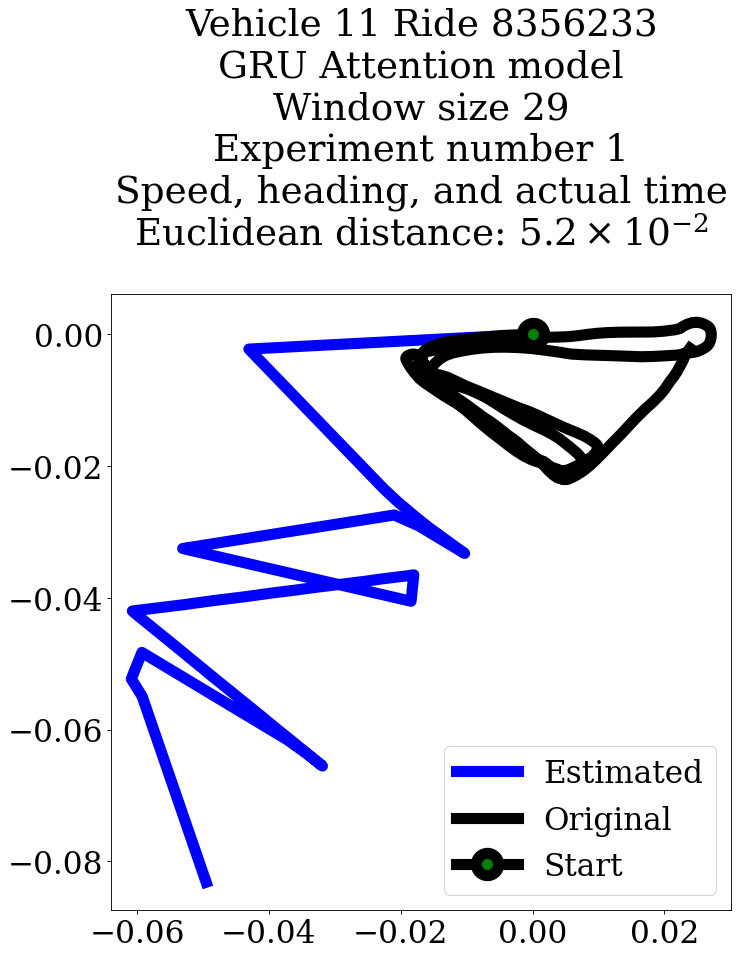 Vehicle 11 Ride 8356233
GRU Attention model
Window size 29
Experiment number 1
Speed, heading, and actual time
Euclidean distance: 5.2 × 10⁻²
0.00
−0.02
−0.04
−0.06
−0.08
Estimated
Original
Start
−0.06 −0.04 −0.02 0.00 0.02